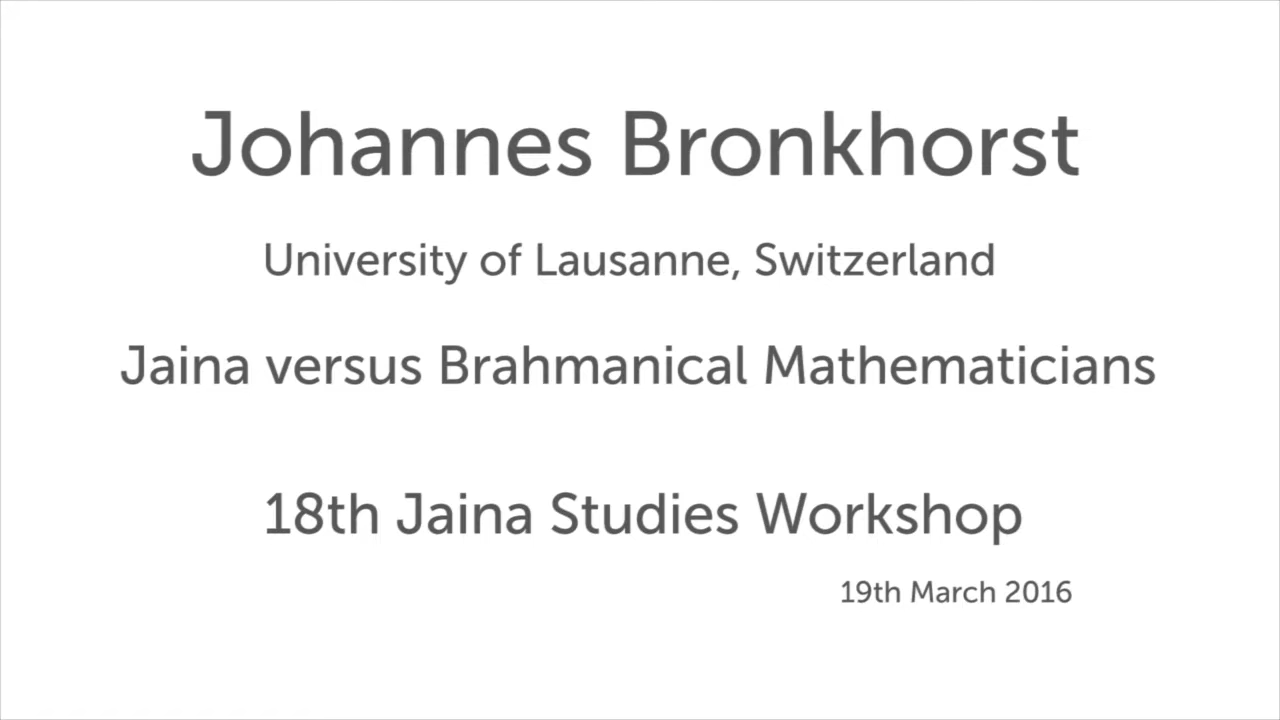 Johannes Bronkhorst
University of Lausanne, Switzerland
Jaina versus Brahmanical Mathematicians
18th Jaina Studies Workshop
19th March 2016